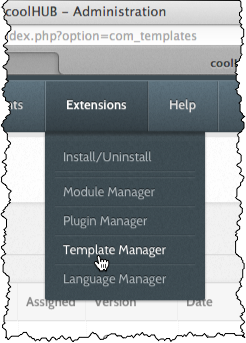 coolHUB - Administration
dex.php?option=com_templates
cool
nts Extensions Help
Install/Uninstall
Module Manager
Plugin Manager
Template Manager
Language Manager
Assigned Version Date